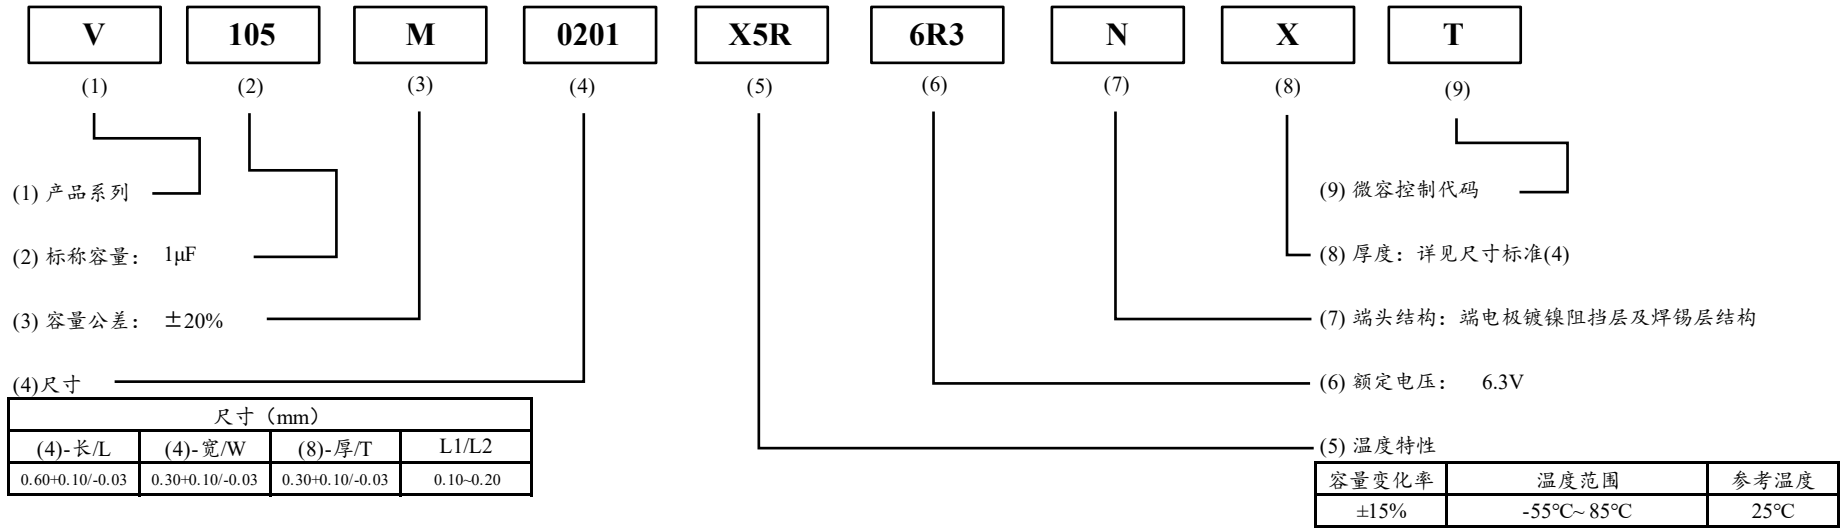 V 105 M 0201 X5R 6R3 N X T
(1) (2) (3) (4) (5) (6) (7) (8) (9)
(1) 产品系列
(9) 微容控制代码
(2) 标称容量： 1μF
(8) 厚度：详见尺寸标准(4)
(3) 容量公差： ±20%
(7) 端头结构：端电极镀镍阻挡层及焊锡层结构
(4)尺寸
(6) 额定电压： 6.3V
尺寸（mm）
(4)-长/L (4)-宽/W (8)-厚/T L1/L2
0.60+0.10/-0.03 0.30+0.10/-0.03 0.30+0.10/-0.03 0.10~0.20
(5) 温度特性
容量变化率 温度范围 参考温度
±15% -55℃~ 85℃ 25℃